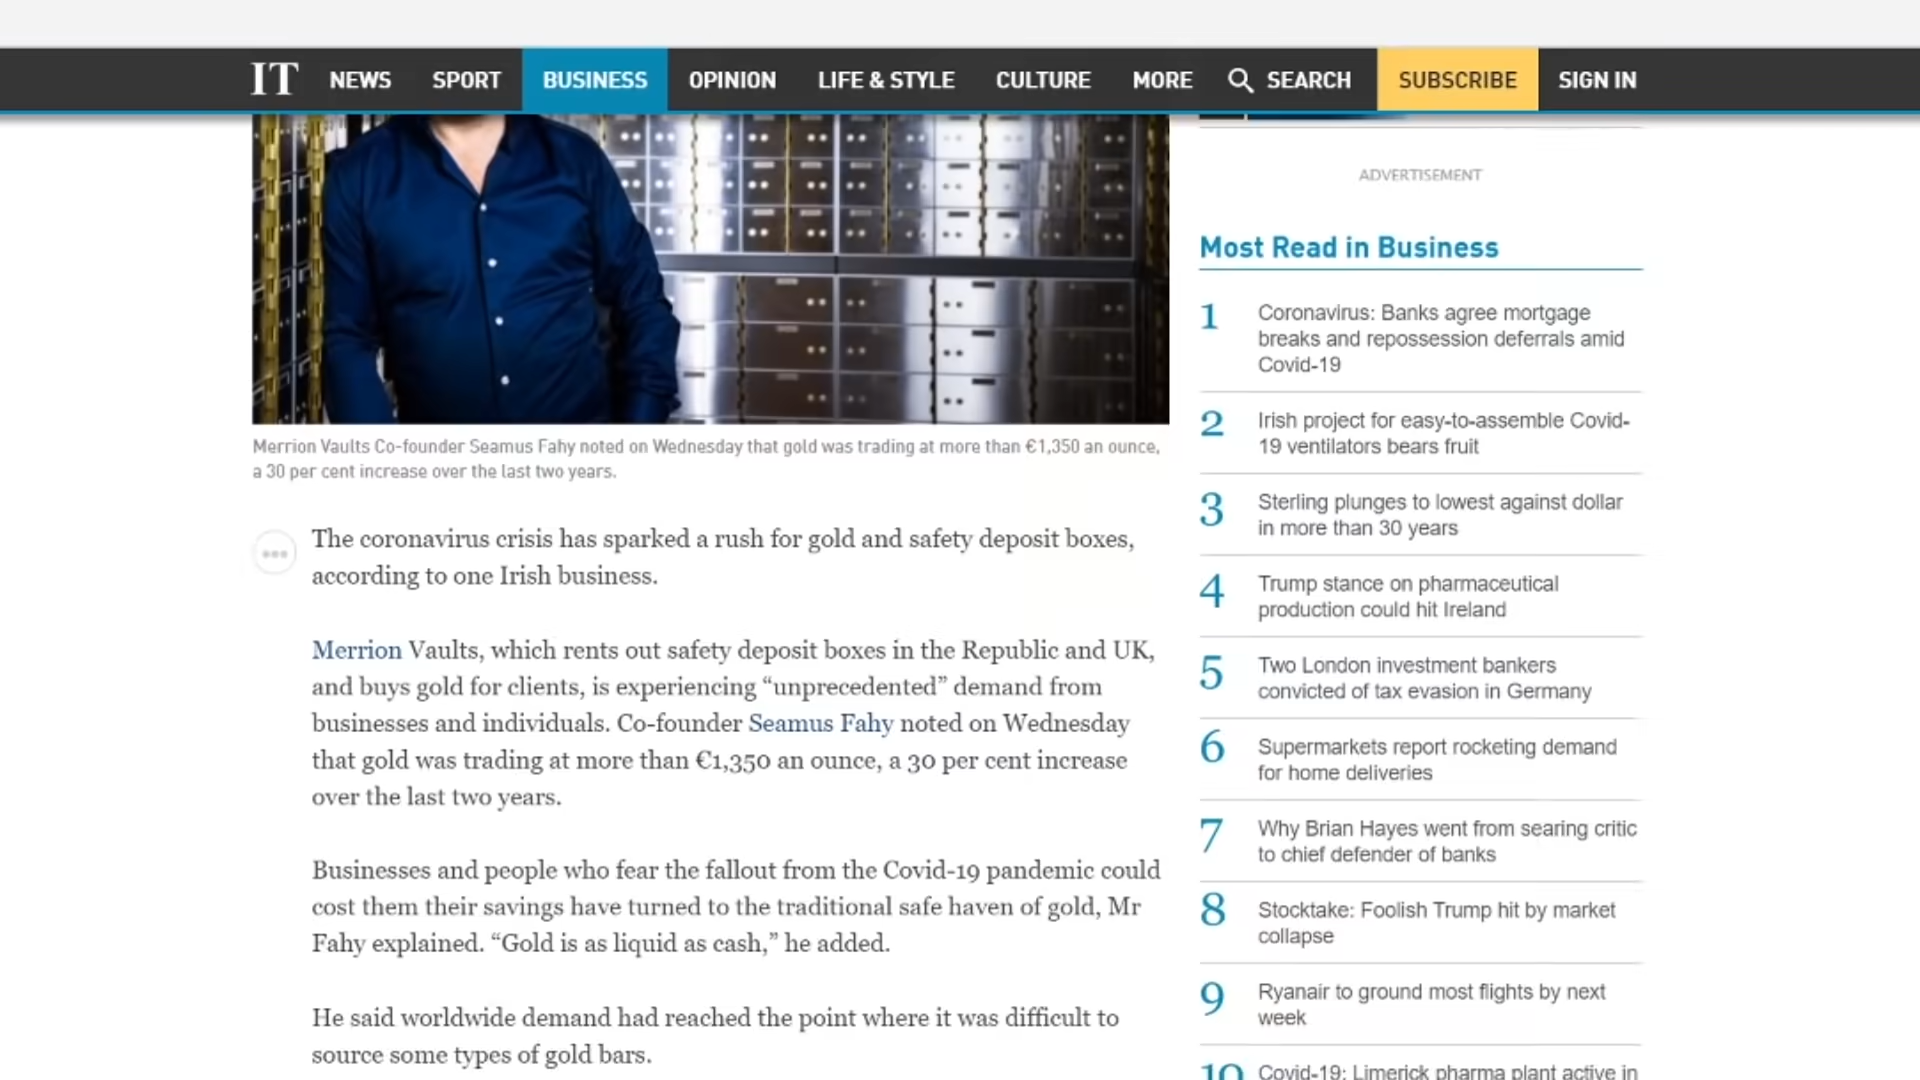 IT NEWS SPORT BUSINESS OPINION LIFE & STYLE CULTURE MORE SEARCH SUBSCRIBE SIGN IN
Merrion Vaults Co-founder Seamus Fahy noted on Wednesday that gold was trading at more than €1,350 an ounce,
a 30 per cent increase over the last two years.
The coronavirus crisis has sparked a rush for gold and safety deposit boxes,
according to one Irish business.
Merrion Vaults, which rents out safety deposit boxes in the Republic and UK,
and buys gold for clients, is experiencing “unprecedented” demand from
businesses and individuals. Co-founder Seamus Fahy noted on Wednesday
that gold was trading at more than €1,350 an ounce, a 30 per cent increase
over the last two years.
Businesses and people who fear the fallout from the Covid-19 pandemic could
cost them their savings have turned to the traditional safe haven of gold, Mr
Fahy explained. “Gold is as liquid as cash,” he added.
He said worldwide demand had reached the point where it was difficult to
source some types of gold bars.
ADVERTISEMENT
Most Read in Business
1 Coronavirus: Banks agree mortgage
breaks and repossession deferrals amid
Covid-19
2 Irish project for easy-to-assemble Covid-
19 ventilators bears fruit
3 Sterling plunges to lowest against dollar
in more than 30 years
4 Trump stance on pharmaceutical
production could hit Ireland
5 Two London investment bankers
convicted of tax evasion in Germany
6 Supermarkets report rocketing demand
for home deliveries
7 Why Brian Hayes went from searing critic
to chief defender of banks
8 Stocktake: Foolish Trump hit by market
collapse
9 Ryanair to ground most flights by next
week
10 Covid-19: Limerick pharma plant active in